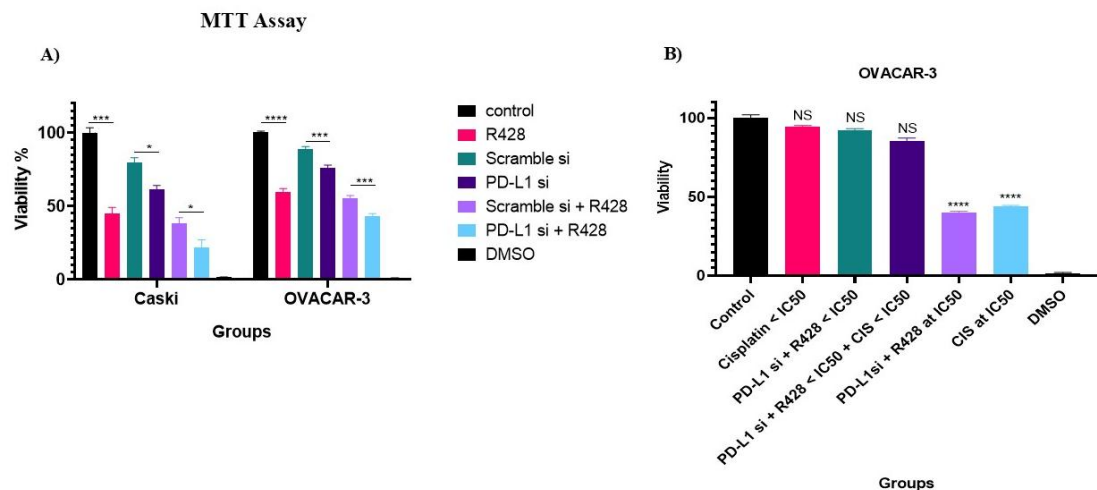 MTT Assay
A)
***
*
*
****
***
***
100
50
0
Viability %
Caski
OVACAR-3
Groups
control
R428
Scramble si
PD-L1 si
Scramble si + R428
PD-L1 si + R428
DMSO
B)
OVACAR-3
NS
NS
NS
****
****
100
50
0
Viability
Control
Cisplatin < IC50
PD-L1 si + R428 < IC50
PD-L1 si + R428 < IC50 + CIS < IC50
PD-L1si + R428 at IC50
CIS at IC50
DMSO
Groups